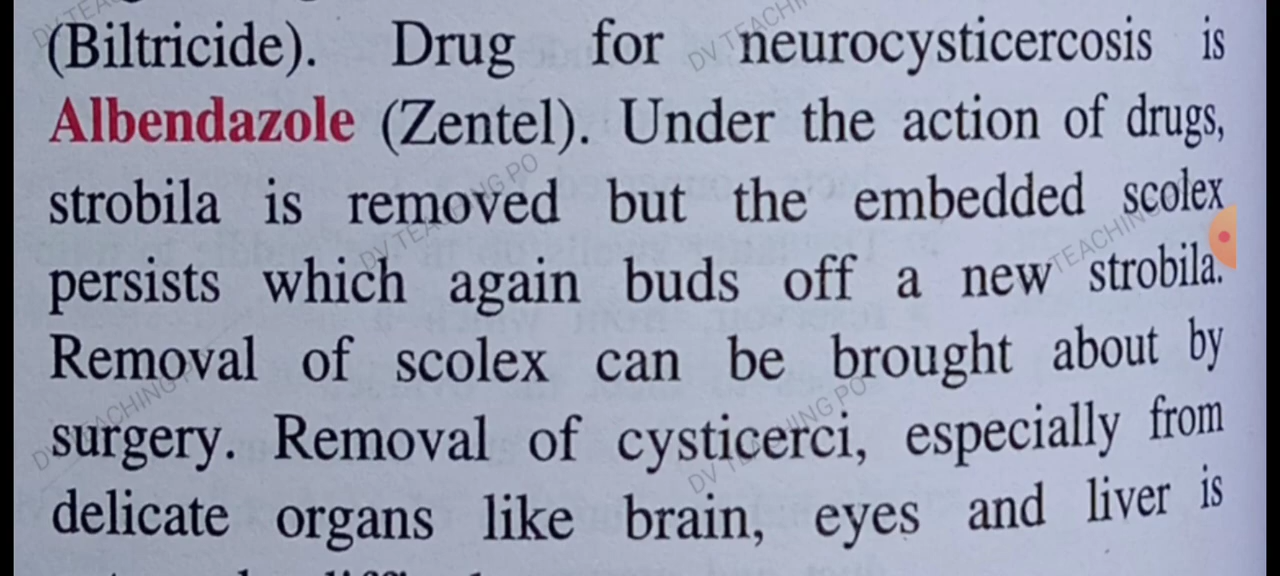 (Biltricide). Drug for neurocysticercosis is
Albendazole (Zentel). Under the action of drugs,
strobila is removed but the embedded scolex
persists which again buds off a new strobila.
Removal of scolex can be brought about by
surgery. Removal of cysticerci, especially from
delicate organs like brain, eyes and liver is